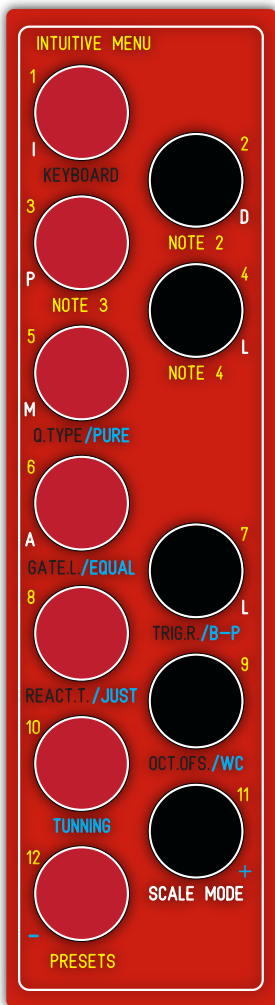 INTUITIVE MENU
1
I
KEYBOARD
2
D
NOTE 2
3
P
NOTE 3
4
L
NOTE 4
5
M
Q.TYPE/PURE
6
A
GATE.L./EQUAL
7
L
TRIG.R./B-P
8
REACT.T./JUST
9
OCT.OFS./WC
10
TUNNING
11
+
SCALE MODE
12
-
PRESETS